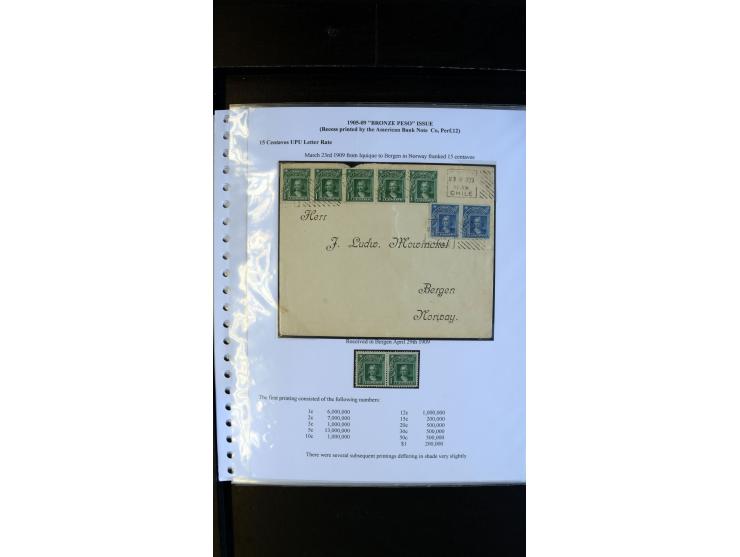 1905-09 "BRONZE PESO" ISSUE
(Recess printed by the American Bank Note Co, Perf.12)
15 Centavos UPU Letter Rate
March 23rd 1909 from Iquique to Bergen in Norway franked 15 centavos
CHILE
Herr
J. Ludw. Mowinckel
Bergen
Norway.
Received in Bergen April 29th 1909
The first printing consisted of the following numbers:
1c 6,000,000 12c 1,000,000
2c 7,000,000 15c 200,000
3c 1,000,000 20c 500,000
5c 13,000,000 30c 500,000
10c 1,000,000 50c 300,000
$1 200,000
There were several subsequent printings differing in shade very slightly